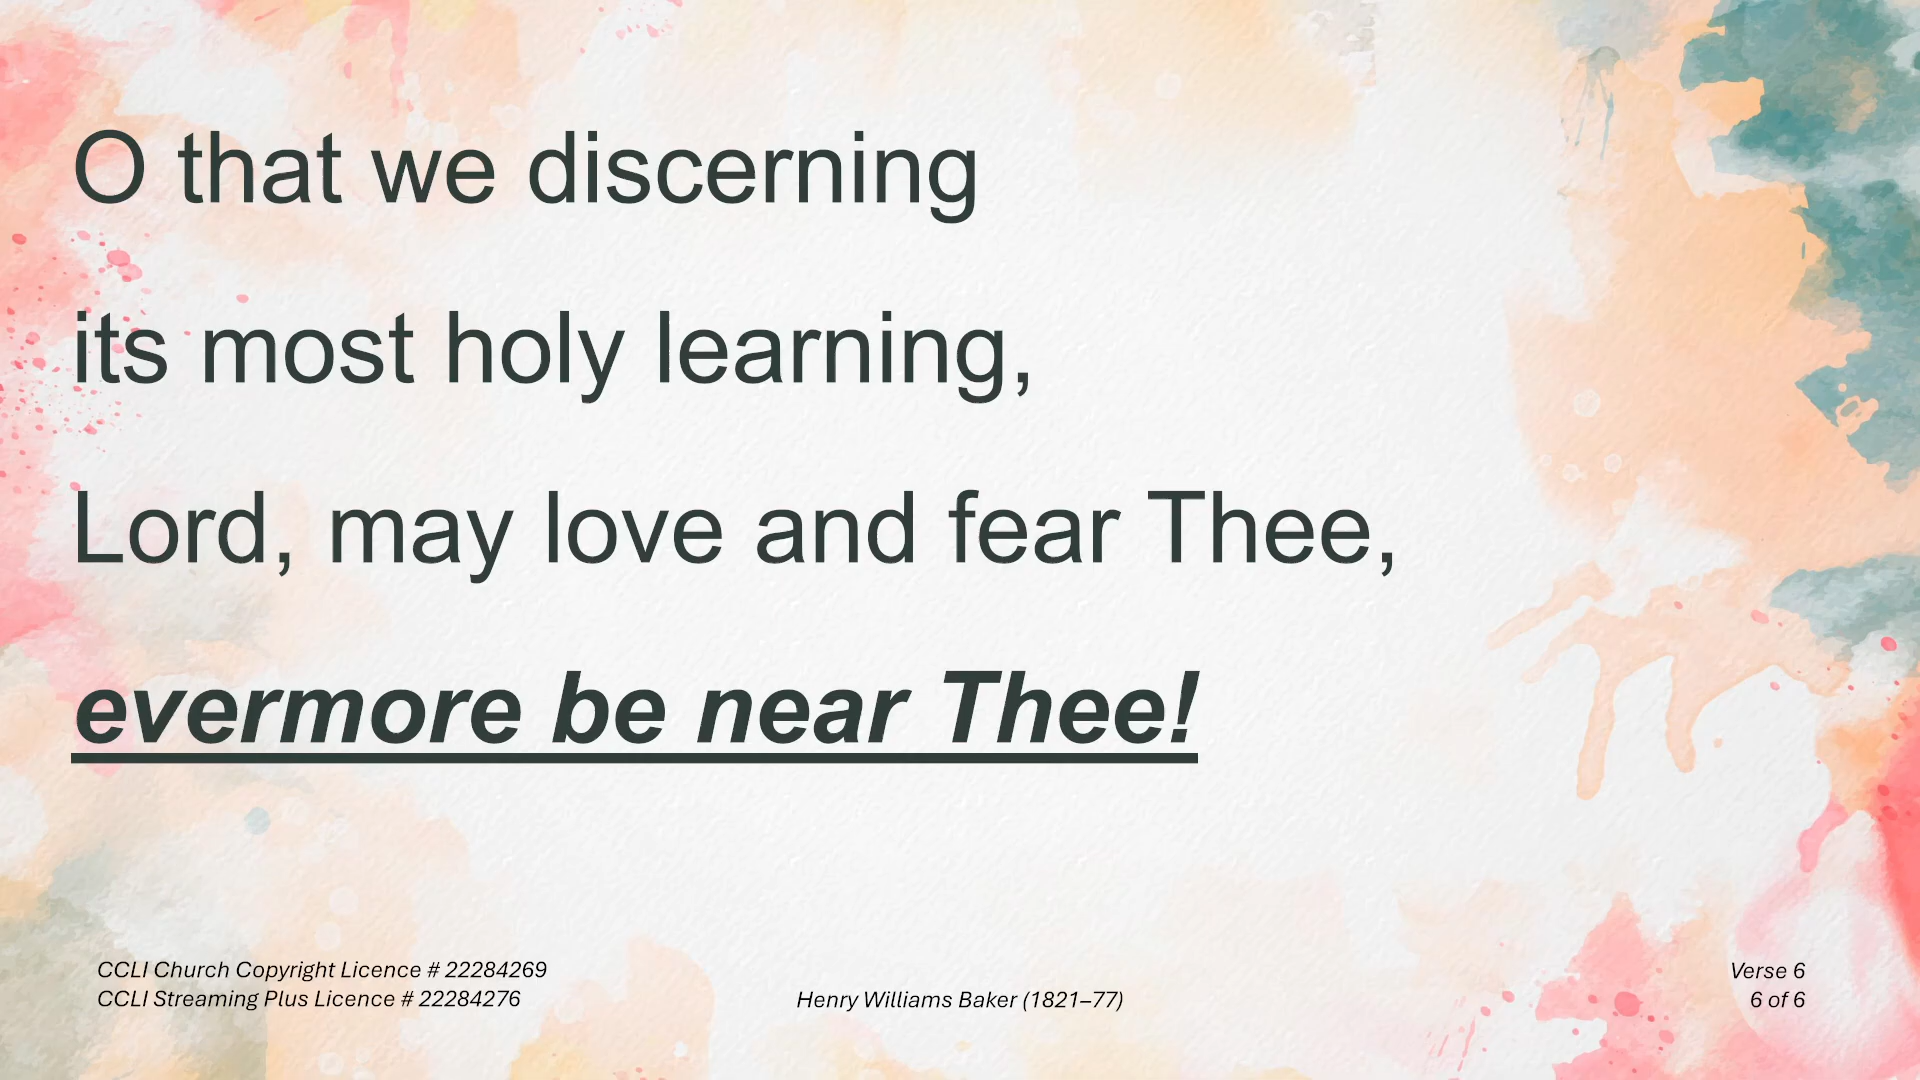 O that we discerning
its most holy learning,
Lord, may love and fear Thee,
evermore be near Thee!
CCLI Church Copyright Licence # 22284269
CCLI Streaming Plus Licence # 22284276
Henry Williams Baker (1821–77)
Verse 6
6 of 6